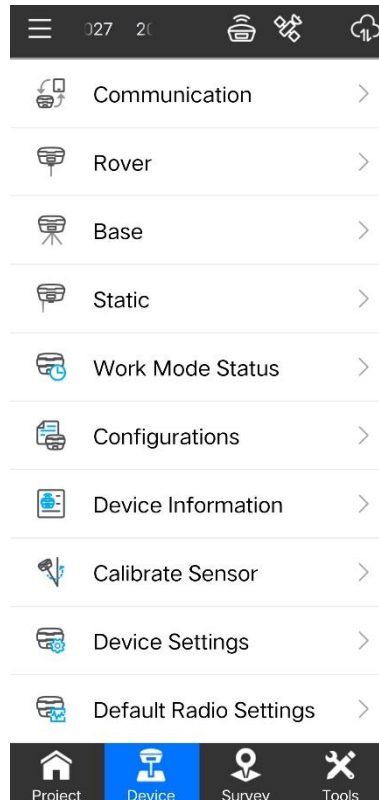 027 20
Communication
Rover
Base
Static
Work Mode Status
Configurations
Device Information
Calibrate Sensor
Device Settings
Default Radio Settings
Project
Device
Survey
Tools